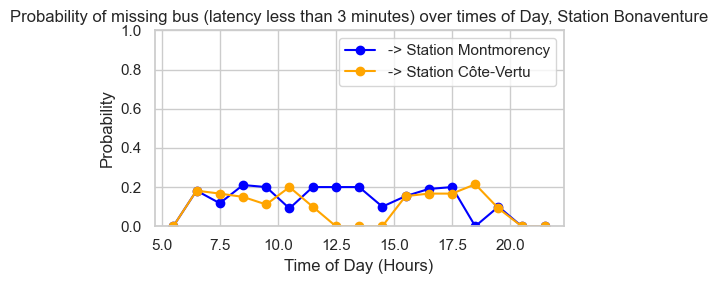 Probability of missing bus (latency less than 3 minutes) over times of Day, Station Bonaventure
1.0
0.8
0.6
0.4
0.2
0.0
Probability
-> Station Montmorency
-> Station Côte-Vertu
5.0 7.5 10.0 12.5 15.0 17.5 20.0
Time of Day (Hours)